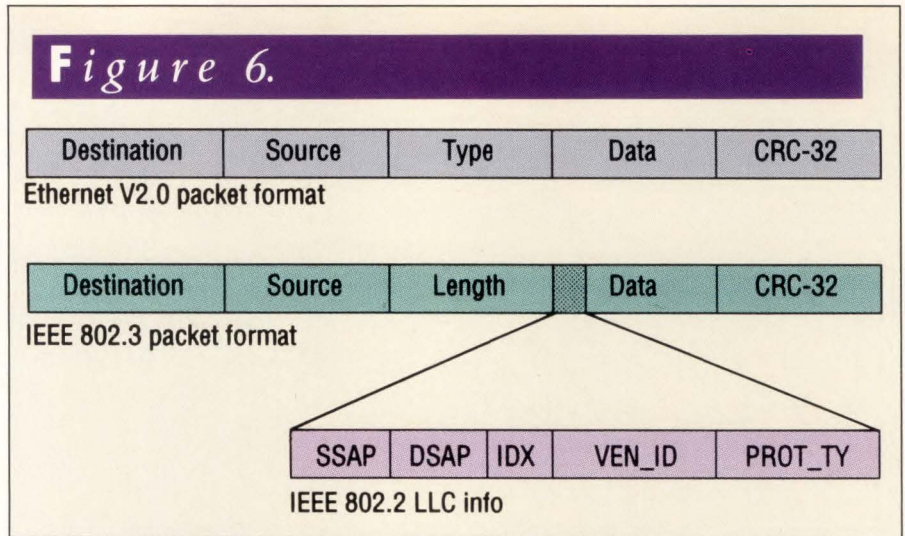 Figure 6.
Destination Source Type Data CRC-32
Ethernet V2.0 packet format
Destination Source Length Data CRC-32
IEEE 802.3 packet format
SSAP DSAP IDX VEN_ID PROT_TY
IEEE 802.2 LLC info